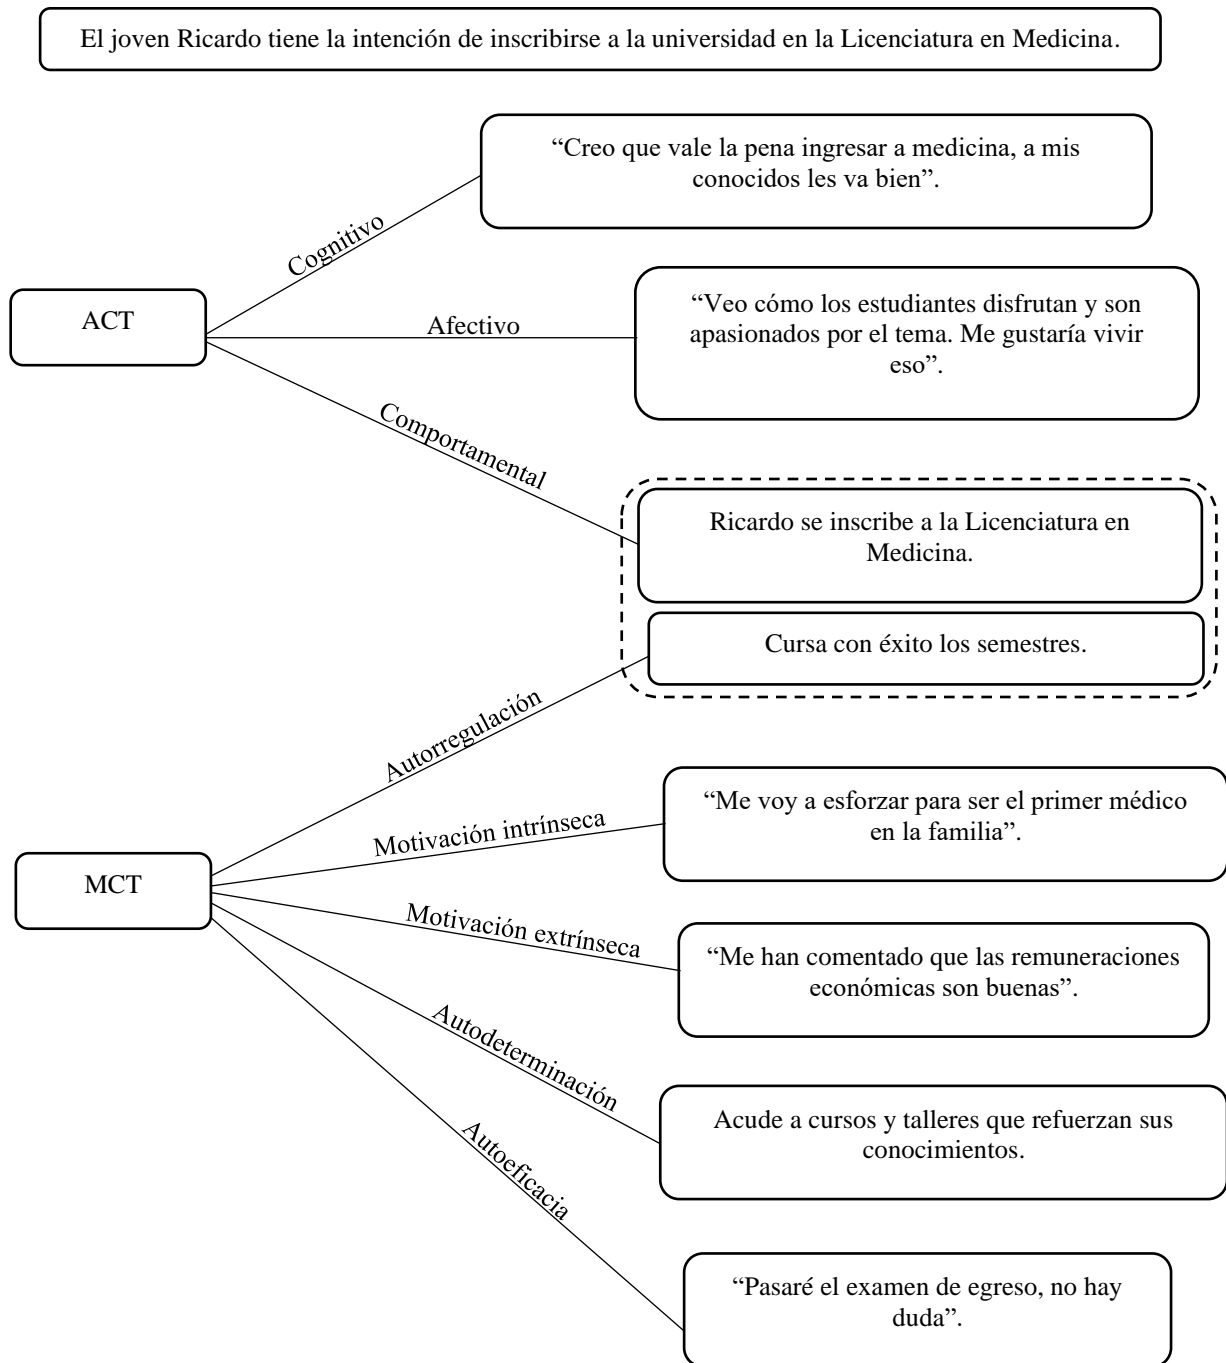 El joven Ricardo tiene la intención de inscribirse a la universidad en la Licenciatura en Medicina.
“Creo que vale la pena ingresar a medicina, a mis
conocidos les va bien”.
Cognitivo
ACT
Afectivo
“Veo cómo los estudiantes disfrutan y son
apasionados por el tema. Me gustaría vivir
eso”.
Comportamental
Ricardo se inscribe a la Licenciatura en
Medicina.
Cursa con éxito los semestres.
Autorregulación
“Me voy a esforzar para ser el primer médico
en la familia”.
Motivación intrínseca
MCT
Motivación extrínseca
“Me han comentado que las remuneraciones
económicas son buenas”.
Autodeterminación
Acude a cursos y talleres que refuerzan sus
conocimientos.
Autoeficacia
“Pasaré el examen de egreso, no hay
duda”.